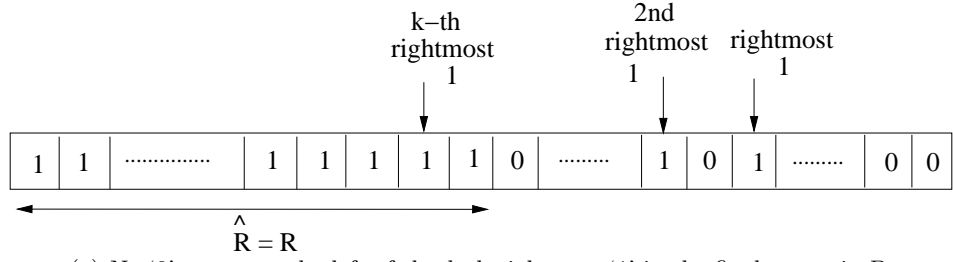 k−th
rightmost
1
2nd
rightmost
1
rightmost
1
1 1 ............... 1 1 1 1 1 0 ......... 1 0 1 ......... 0 0
^
R = R